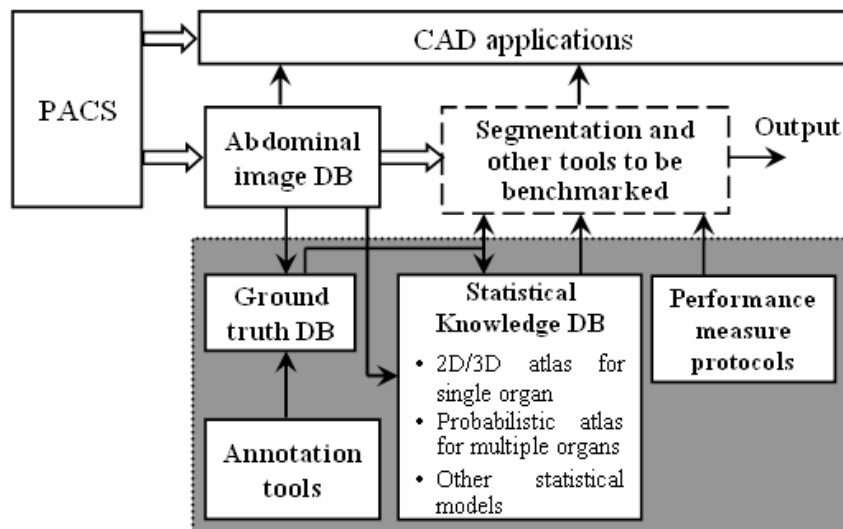 CAD applications
PACS
Abdominal
image DB
Segmentation and
other tools to be
benchmarked
Output
Ground
truth DB
Annotation
tools
Statistical
Knowledge DB
• 2D/3D atlas for
single organ
• Probabilistic atlas
for multiple organs
• Other statistical
models
Performance
measure
protocols